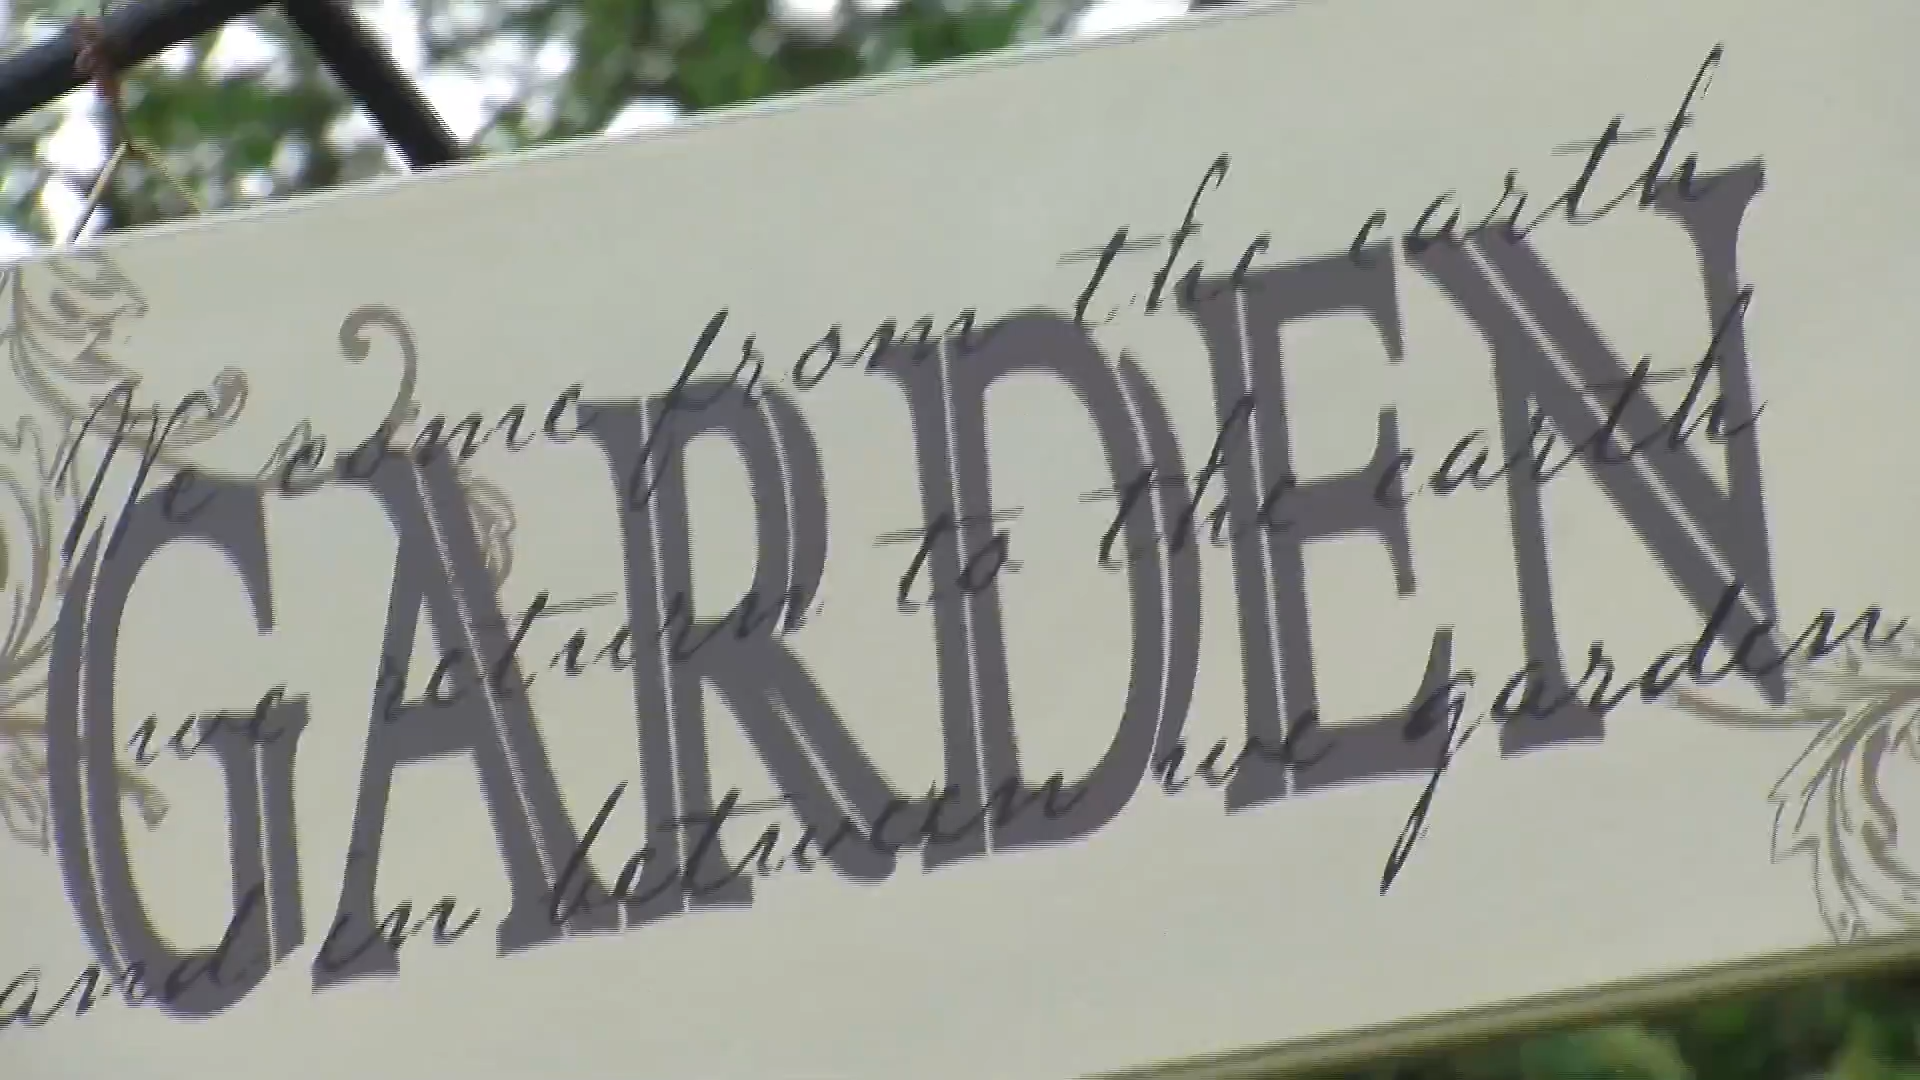 GARDEN
We come from the earth
we return to the earth
and in between we garden